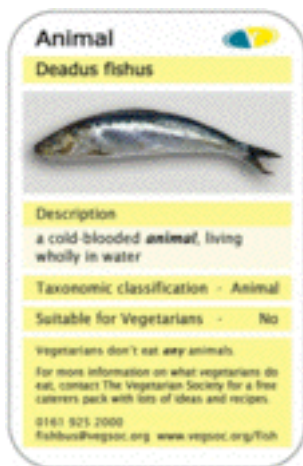 Animal
Deadus fishus
Description
a cold-blooded animal, living
wholly in water
Taxonomic classification - Animal
Suitable for Vegetarians - No
Vegetarians don't eat any animals.
For more information on what vegetarians do
eat, contact The Vegetarian Society for a free
caterers pack with lots of ideas and recipes.
0161 925 2000
fishbus@vegsoc.org www.vegsoc.org/fish